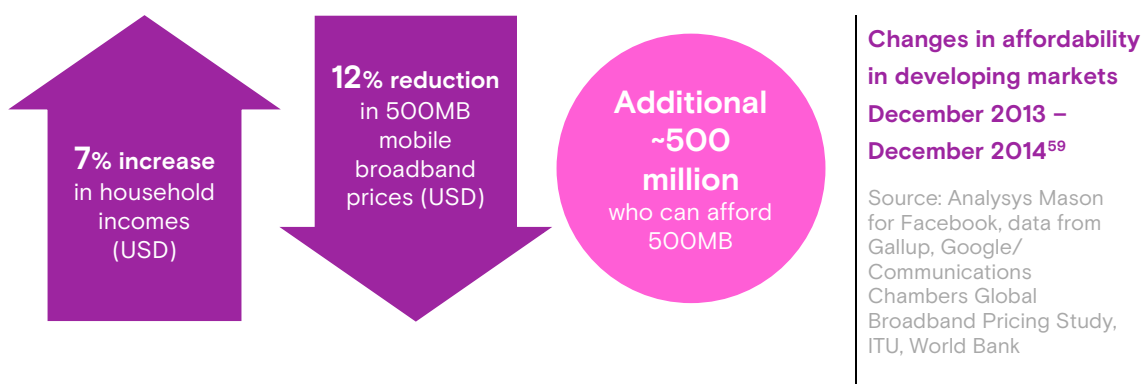 7% increase
in household
incomes
(USD)
12% reduction
in 500MB
mobile
broadband
prices (USD)
Additional
~500
million
who can afford
500MB
Changes in affordability
in developing markets
December 2013 –
December 2014⁵⁹
Source: Analysys Mason
for Facebook, data from
Gallup, Google/
Communications
Chambers Global
Broadband Pricing Study,
ITU, World Bank